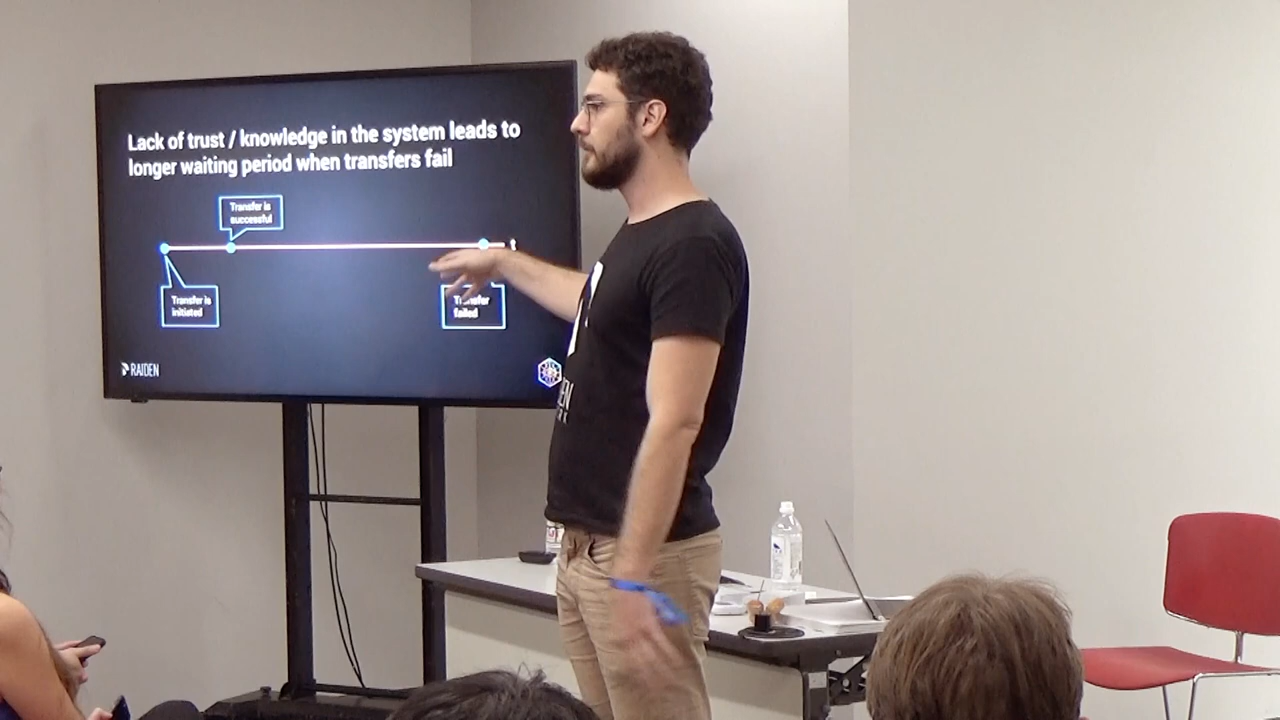 Lack of trust / knowledge in the system leads to
longer waiting period when transfers fail
Transfer is
successful
t
Transfer is
initiated
Transfer
failed
RAIDEN